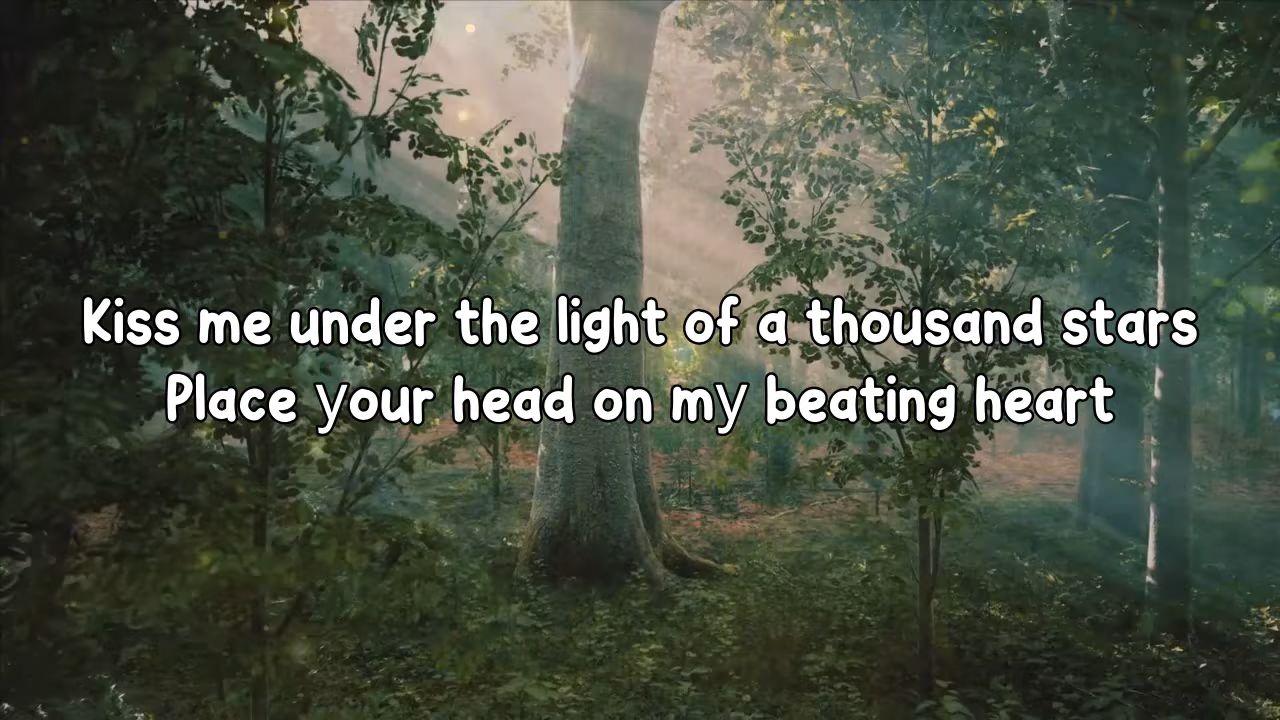 Kiss me under the light of a thousand stars
Place your head on my beating heart